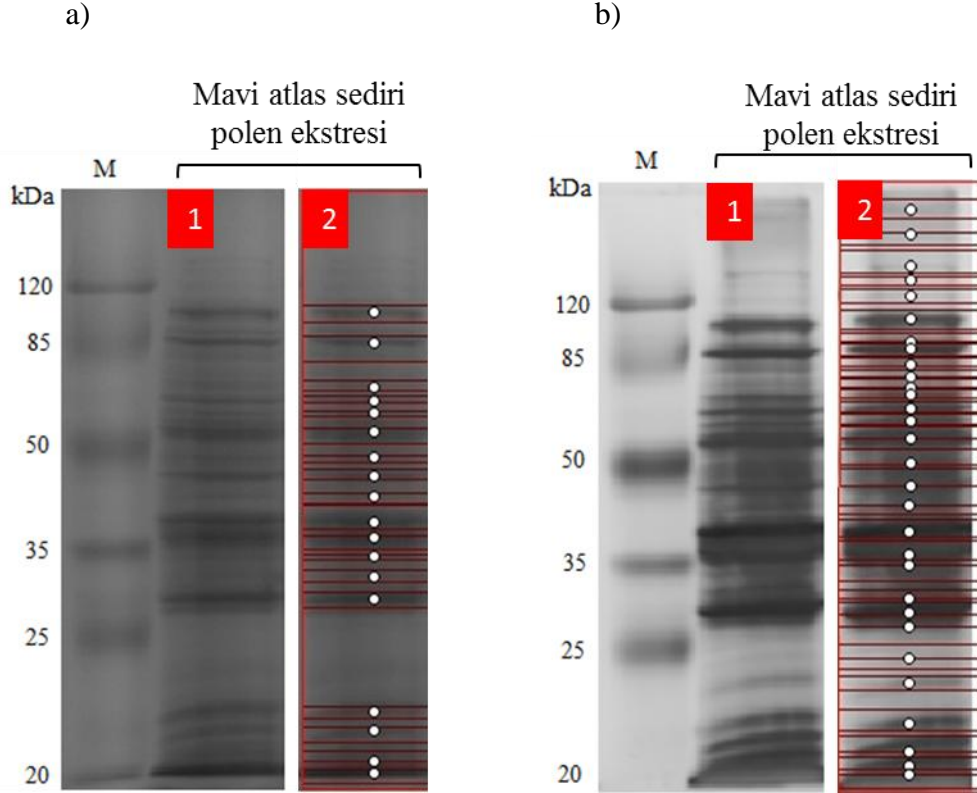 a)
b)
Mavi atlas sediri
polen ekstresi
M
kDa
1
2
120
85
50
35
25
20
Mavi atlas sediri
polen ekstresi
M
kDa
1
2
120
85
50
35
25
20